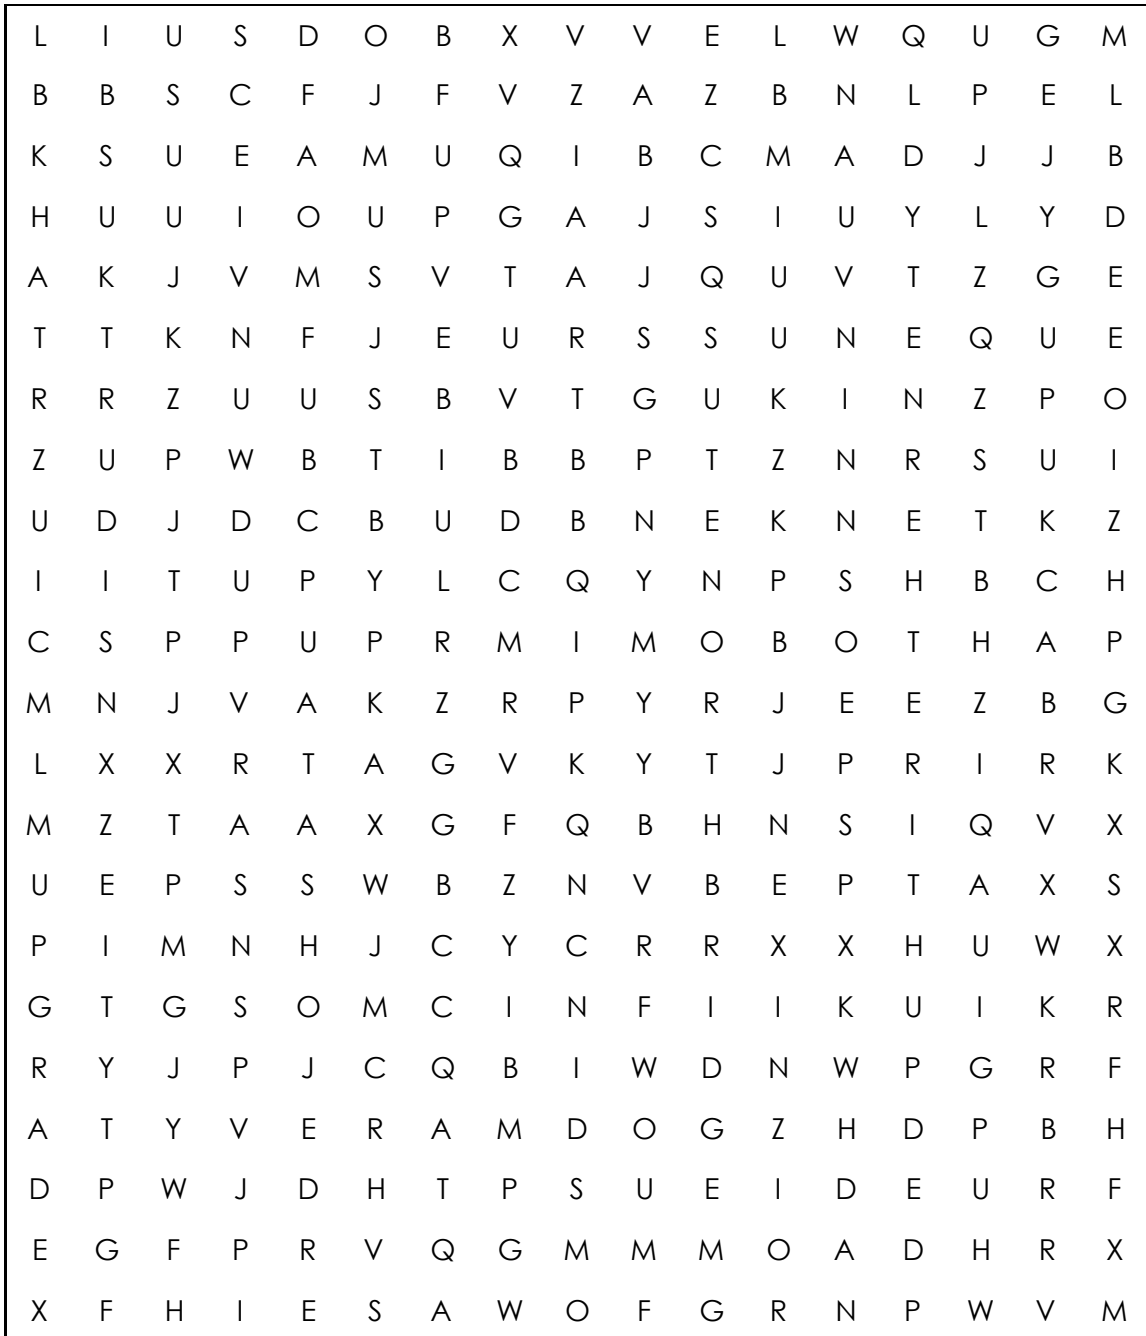 L I U S D O B X V V E L W Q U G M
B B S C F J F V Z A Z B N L P E L
K S U E A M U Q I B C M A D J J B
H U U I O U P G A J S I U Y L Y D
A K J V M S V T A J Q U V T Z G E
T T K N F J E U R S S U N E Q U E
R R Z U U S B V T G U K I N Z P O
Z U P W B T I B B P T Z N R S U I
U D J D C B U D B N E K N E T K Z
I I T U P Y L C Q Y N P S H B C H
C S P P U P R M I M O B O T H A P
M N J V A K Z R P Y R J E E Z B G
L X X R T A G V K Y T J P R I R K
M Z T A A X G F Q B H N S I Q V X
U E P S S W B Z N V B E P T A X S
P I M N H J C Y C R R X X H U W X
G T G S O M C I N F I I K U I K R
R Y J P J C Q B I W D N W P G R F
A T Y V E R A M D O G Z H D P B H
D P W J D H T P S U E I D E U R F
E G F P R V Q G M M M O A D H R X
X F H I E S A W O F G R N P W V M